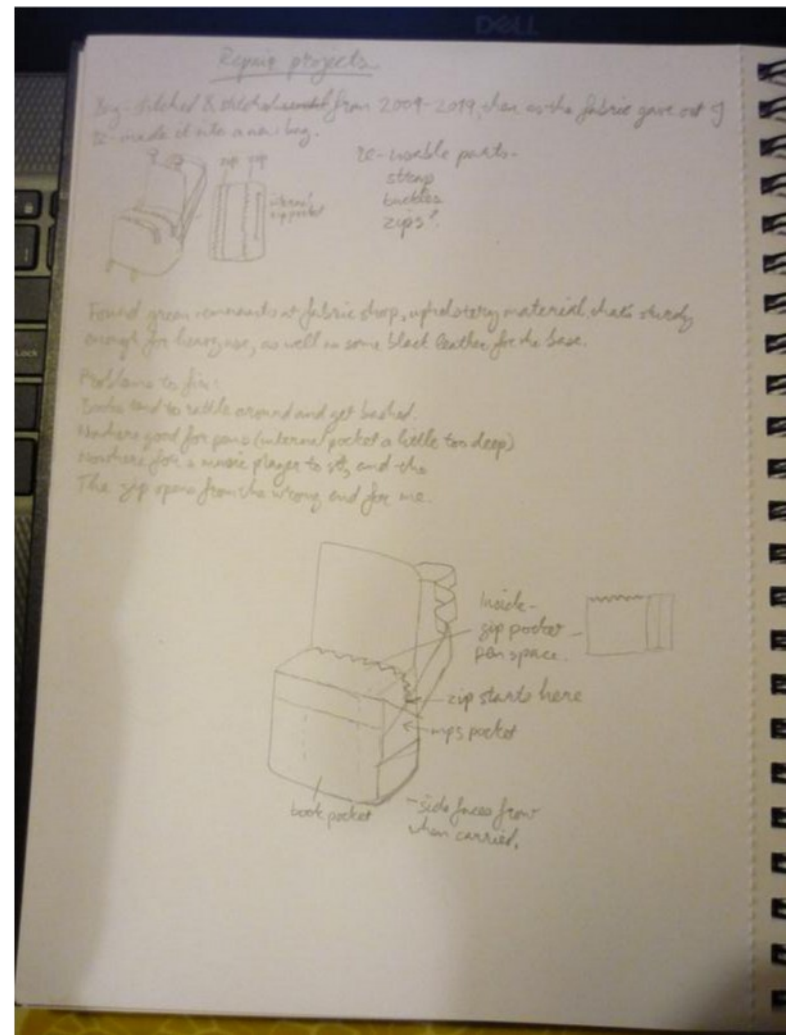 DELL
Lock
Repair projects
Bag - stitched & stitched from 2009-2019, then as the fabric gave out I
re-made it into a new bag.
zip zip
internal
zip pocket
re-usable parts-
strap
buckles
zips?
Found green remnants at fabric shop, upholstery material, that's sturdy
enough for heavy use, as well as some black leather for the base.
Problems to fix:
Books tend to rattle around and get bashed.
Nowhere good for pens (internal pocket a little too deep)
Nowhere for a music player to sit, and the
The zip opens from the wrong end for me.
Inside-
zip pocket
pen space.
zip starts here
mp3 pocket
book pocket
- side faces front
when carried.